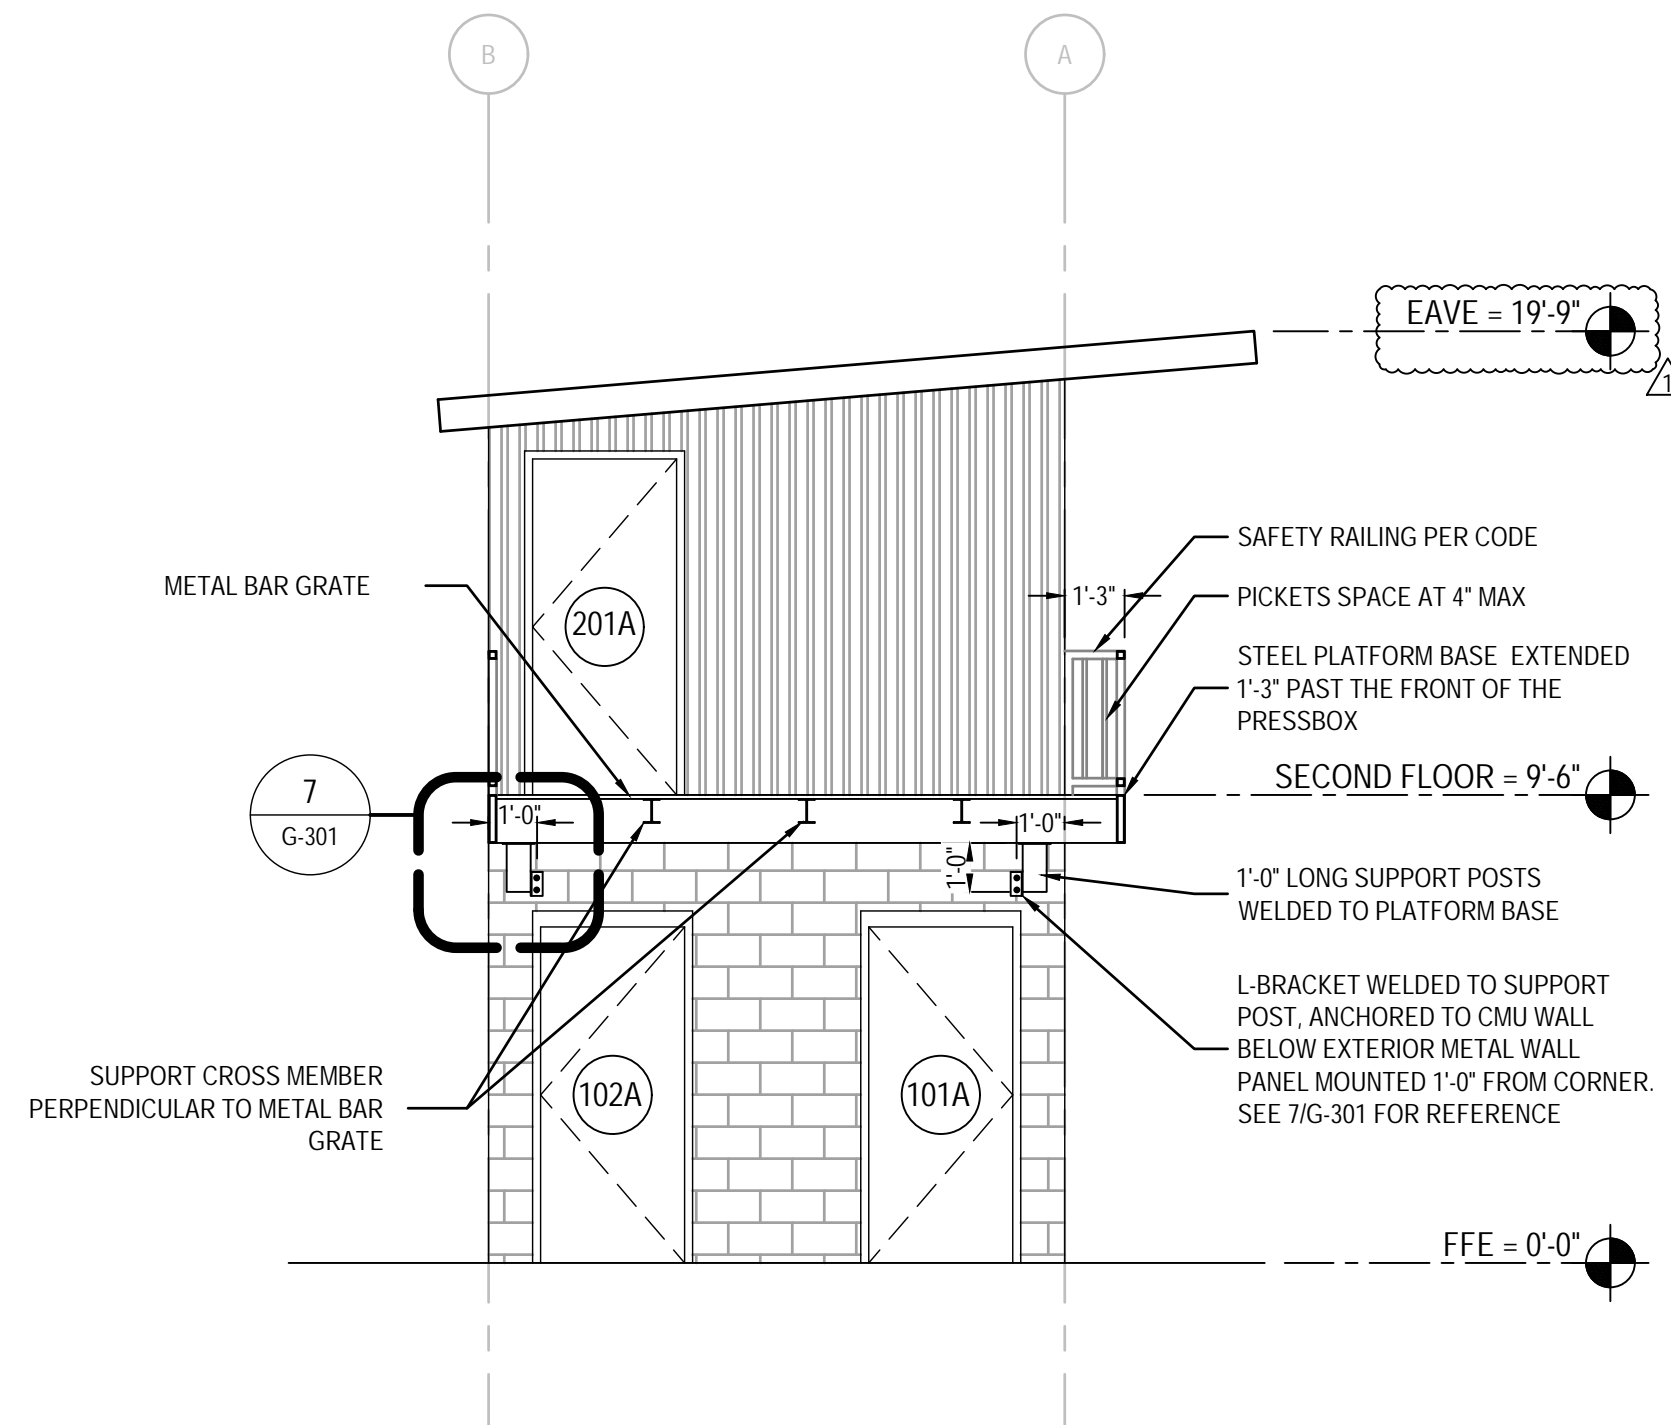 B
A
EAVE = 19'-9"
1
SAFETY RAILING PER CODE
METAL BAR GRATE
1'-3"
PICKETS SPACE AT 4" MAX
201A
STEEL PLATFORM BASE  EXTENDED
1'-3" PAST THE FRONT OF THE
PRESSBOX
SECOND FLOOR = 9'-6"
7
G-301
1'-0"
1'-0"
1'-0"
1'-0" LONG SUPPORT POSTS
WELDED TO PLATFORM BASE
L-BRACKET WELDED TO SUPPORT
POST, ANCHORED TO CMU WALL
BELOW EXTERIOR METAL WALL
PANEL MOUNTED 1'-0" FROM CORNER.
SEE 7/G-301 FOR REFERENCE
SUPPORT CROSS MEMBER
PERPENDICULAR TO METAL BAR
GRATE
102A
101A
FFE = 0'-0"